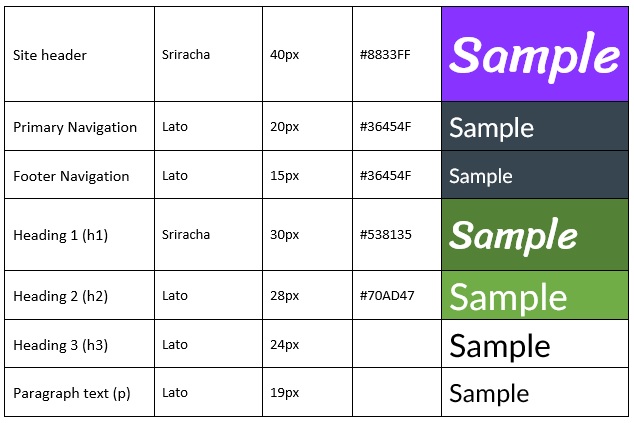 Site header Sriracha 40px #8833FF Sample
Primary Navigation Lato 20px #36454F Sample
Footer Navigation Lato 15px #36454F Sample
Heading 1 (h1) Sriracha 30px #538135 Sample
Heading 2 (h2) Lato 28px #70AD47 Sample
Heading 3 (h3) Lato 24px Sample
Paragraph text (p) Lato 19px Sample